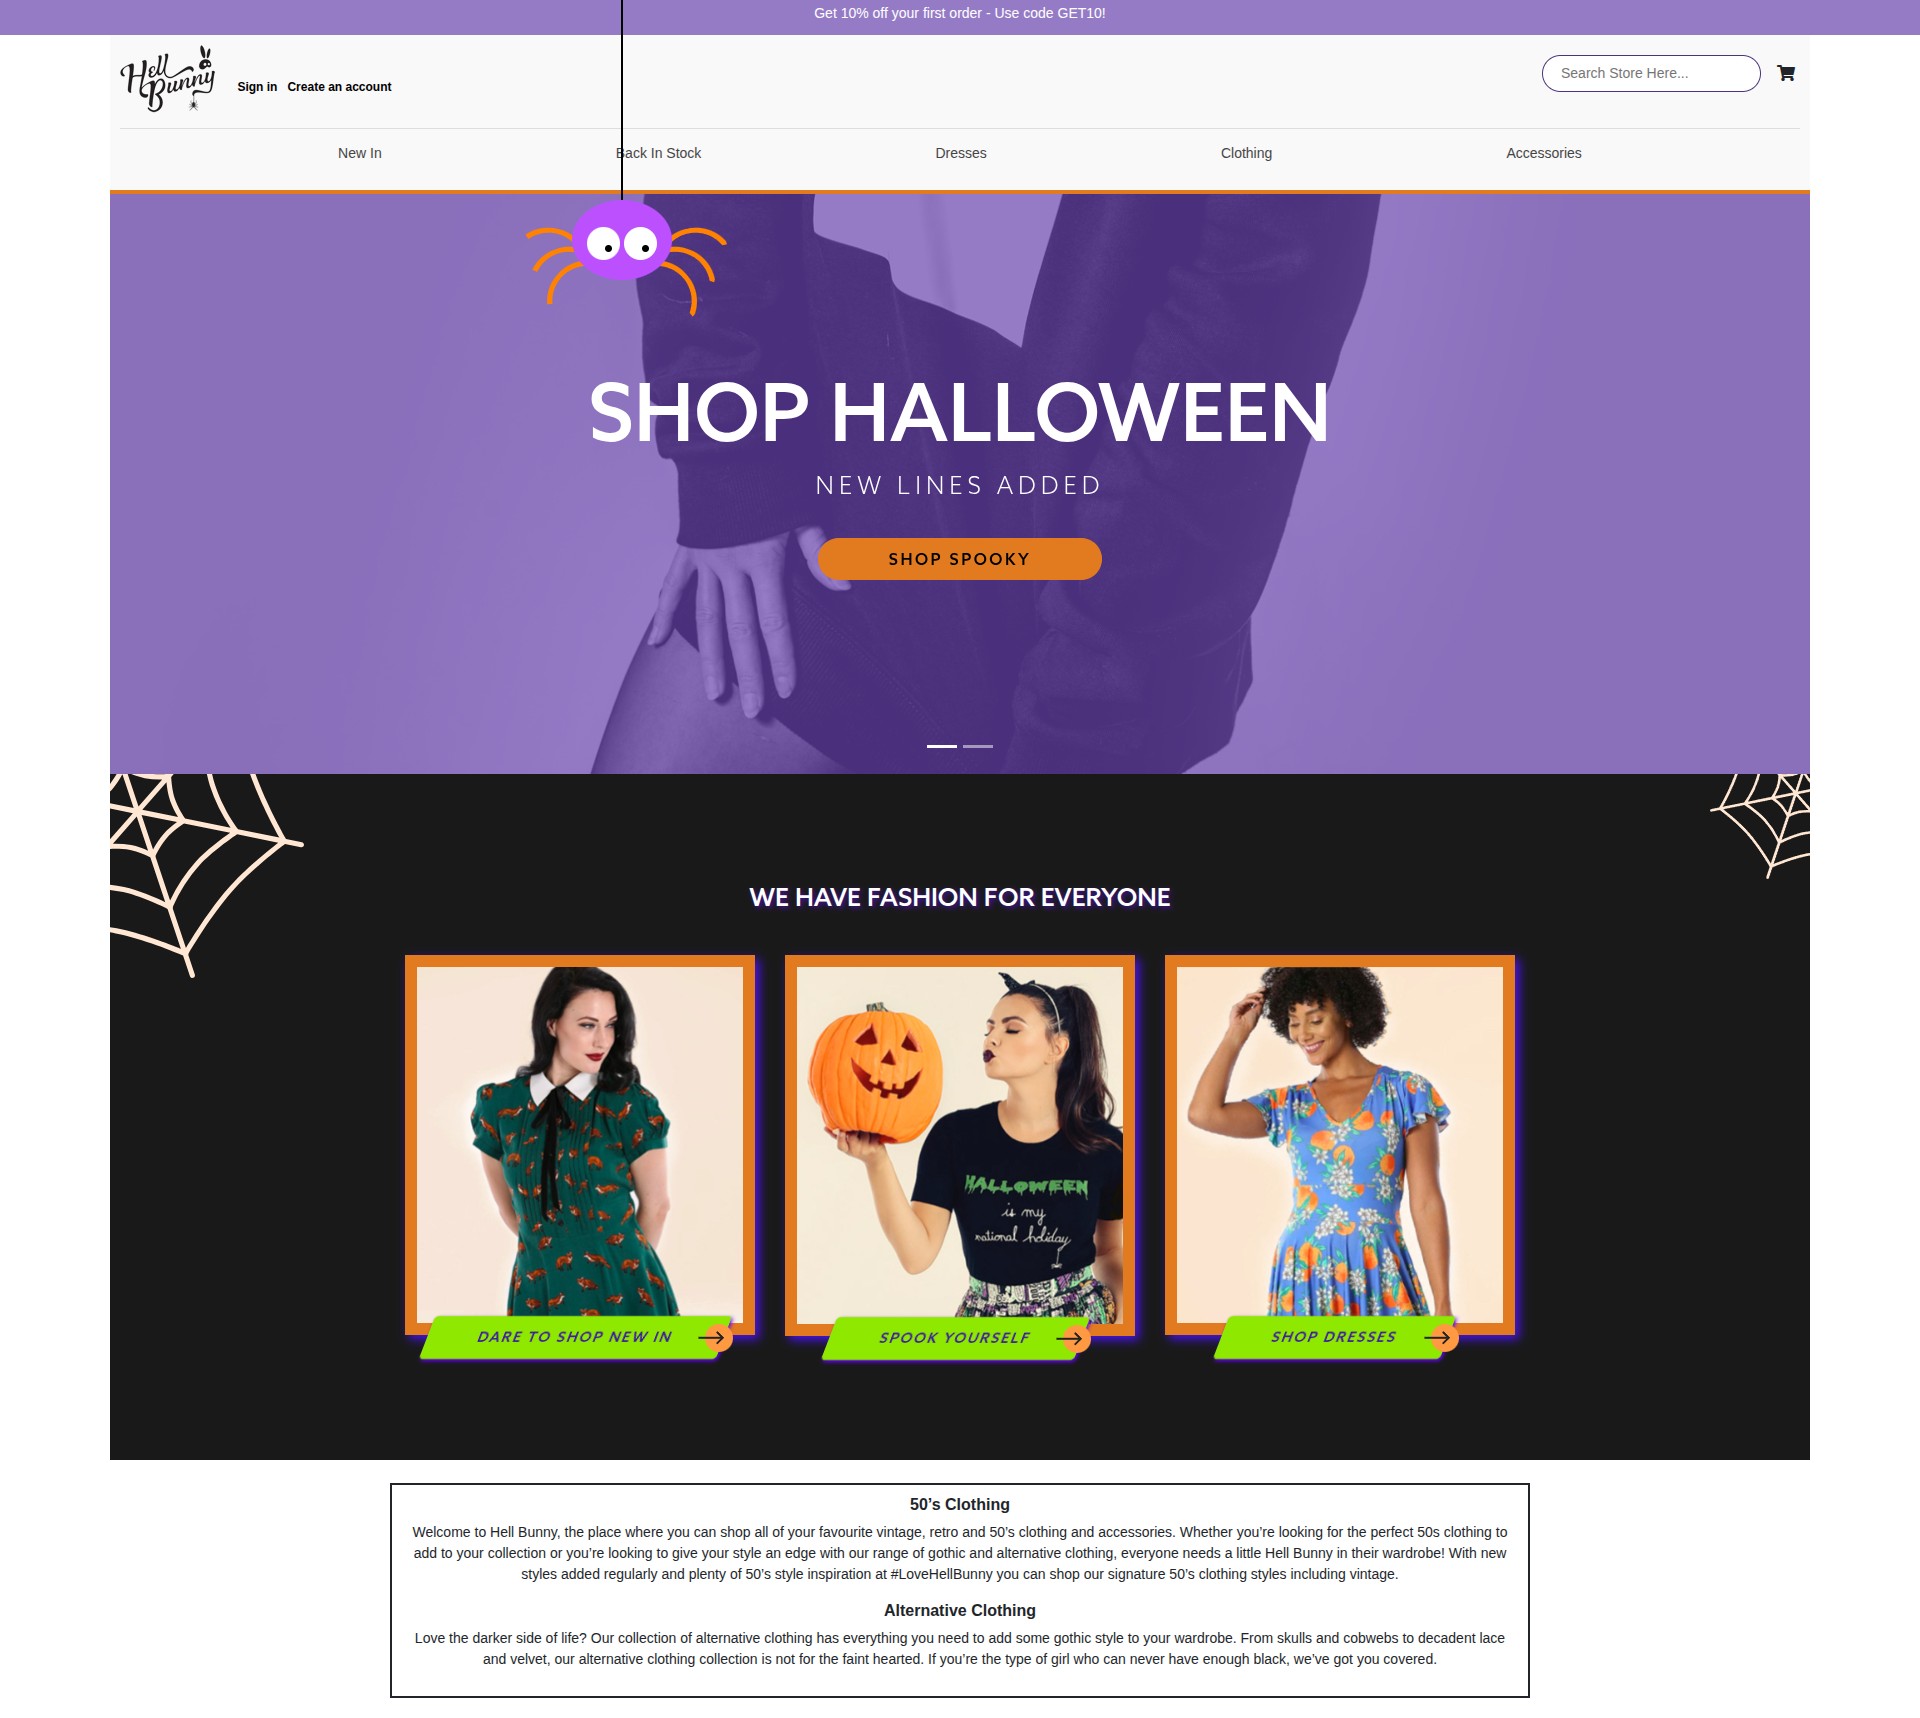 Get 10% off your first order - Use code GET10!
Hell
Bunny
Sign in Create an account
Search Store Here...
New In Back In Stock Dresses Clothing Accessories
SHOP HALLOWEEN
NEW LINES ADDED
SHOP SPOOKY
WE HAVE FASHION FOR EVERYONE
HALLOWEEN
is my
national holiday
DARE TO SHOP NEW IN
SPOOK YOURSELF
SHOP DRESSES
50’s Clothing
Welcome to Hell Bunny, the place where you can shop all of your favourite vintage, retro and 50’s clothing and accessories. Whether you’re looking for the perfect 50s clothing to
add to your collection or you’re looking to give your style an edge with our range of gothic and alternative clothing, everyone needs a little Hell Bunny in their wardrobe! With new
styles added regularly and plenty of 50’s style inspiration at #LoveHellBunny you can shop our signature 50’s clothing styles including vintage.
Alternative Clothing
Love the darker side of life? Our collection of alternative clothing has everything you need to add some gothic style to your wardrobe. From skulls and cobwebs to decadent lace
and velvet, our alternative clothing collection is not for the faint hearted. If you’re the type of girl who can never have enough black, we’ve got you covered.